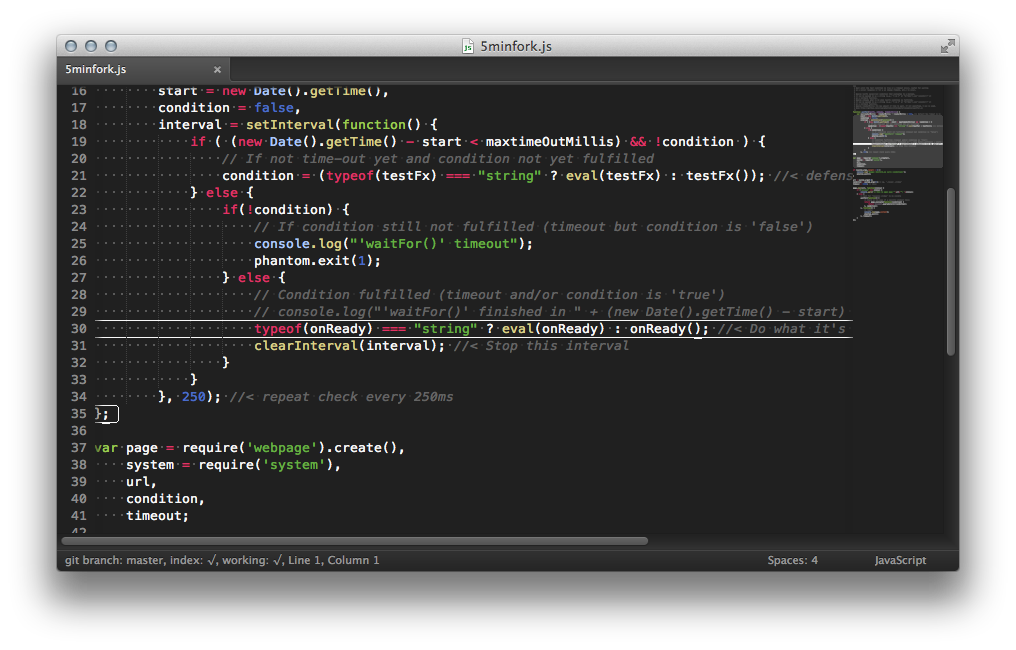 5minfork.js
5minfork.js ×
16 start = new Date().getTime(),
17 condition = false,
18 interval = setInterval(function() {
19 if ( (new Date().getTime() - start < maxtimeOutMillis) && !condition ) {
20 // If not time-out yet and condition not yet fulfilled
21 condition = (typeof(testFx) === "string" ? eval(testFx) : testFx()); //< defens
22 } else {
23 if(!condition) {
24 // If condition still not fulfilled (timeout but condition is 'false')
25 console.log("'waitFor()' timeout");
26 phantom.exit(1);
27 } else {
28 // Condition fulfilled (timeout and/or condition is 'true')
29 // console.log("'waitFor()' finished in " + (new Date().getTime() - start)
30 typeof(onReady) === "string" ? eval(onReady) : onReady(); //< Do what it's
31 clearInterval(interval); //< Stop this interval
32 }
33 }
34 }, 250); //< repeat check every 250ms
35 };
36
37 var page = require('webpage').create(),
38 system = require('system'),
39 url,
40 condition,
41 timeout;
42
git branch: master, index: √, working: √, Line 1, Column 1 Spaces: 4 JavaScript